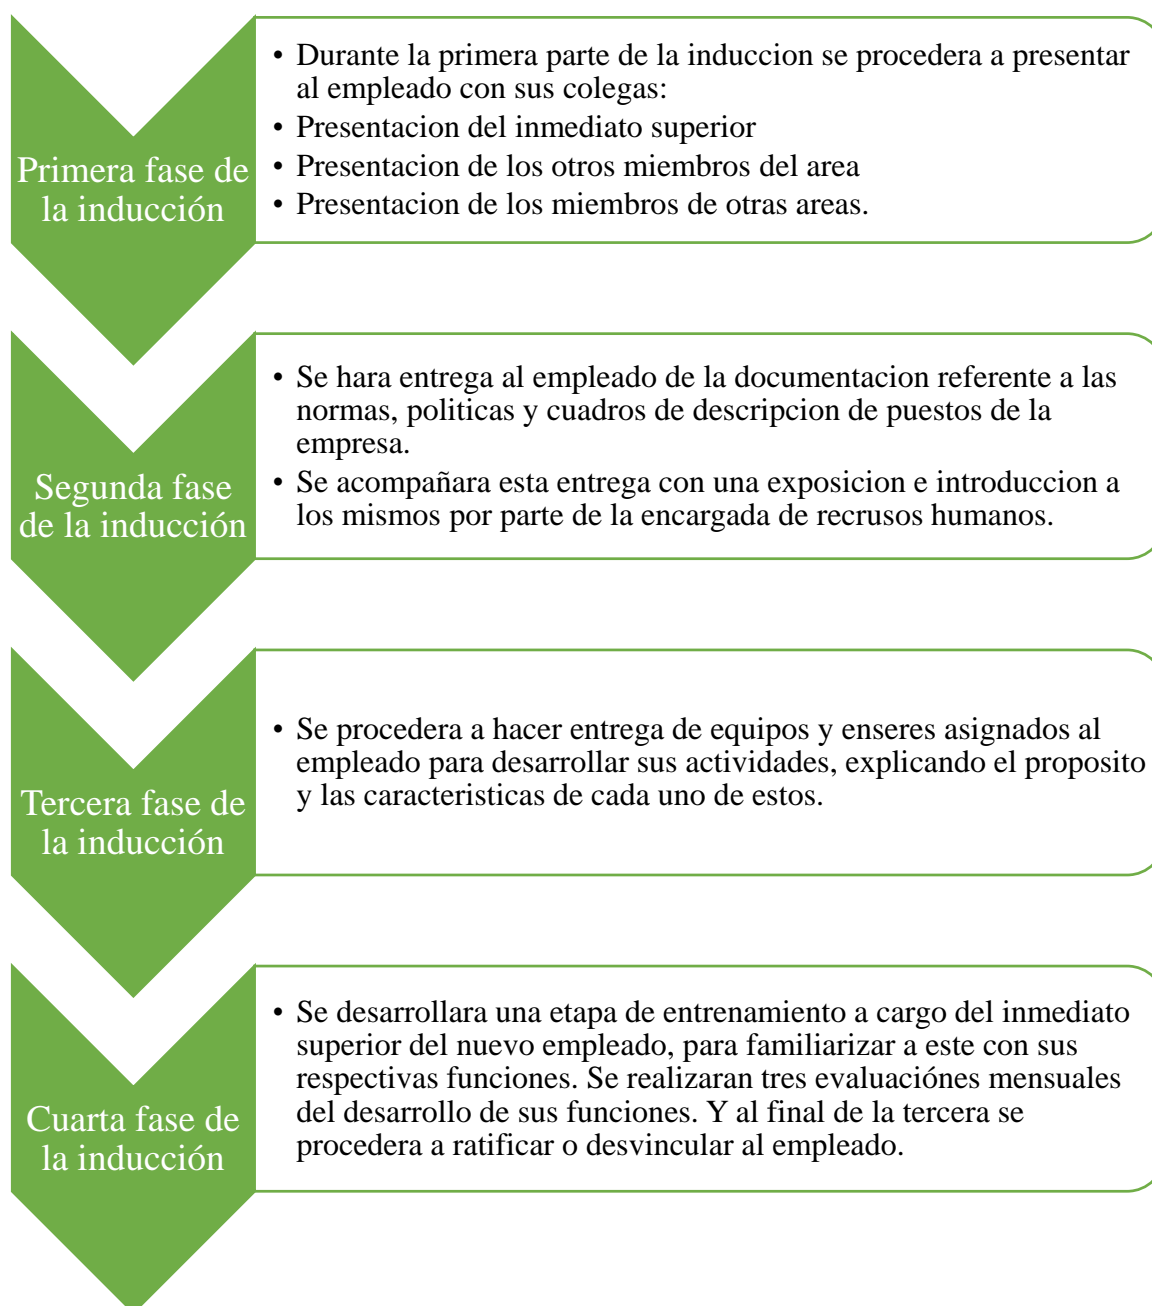 Primera fase de
la inducción
• Durante la primera parte de la induccion se procedera a presentar
al empleado con sus colegas:
• Presentacion del inmediato superior
• Presentacion de los otros miembros del area
• Presentacion de los miembros de otras areas.
Segunda fase
de la inducción
• Se hara entrega al empleado de la documentacion referente a las
normas, politicas y cuadros de descripcion de puestos de la
empresa.
• Se acompañara esta entrega con una exposicion e introduccion a
los mismos por parte de la encargada de recrusos humanos.
Tercera fase de
la inducción
• Se procedera a hacer entrega de equipos y enseres asignados al
empleado para desarrollar sus actividades, explicando el proposito
y las caracteristicas de cada uno de estos.
Cuarta fase de
la inducción
• Se desarrollara una etapa de entrenamiento a cargo del inmediato
superior del nuevo empleado, para familiarizar a este con sus
respectivas funciones. Se realizaran tres evaluaciónes mensuales
del desarrollo de sus funciones. Y al final de la tercera se
procedera a ratificar o desvincular al empleado.